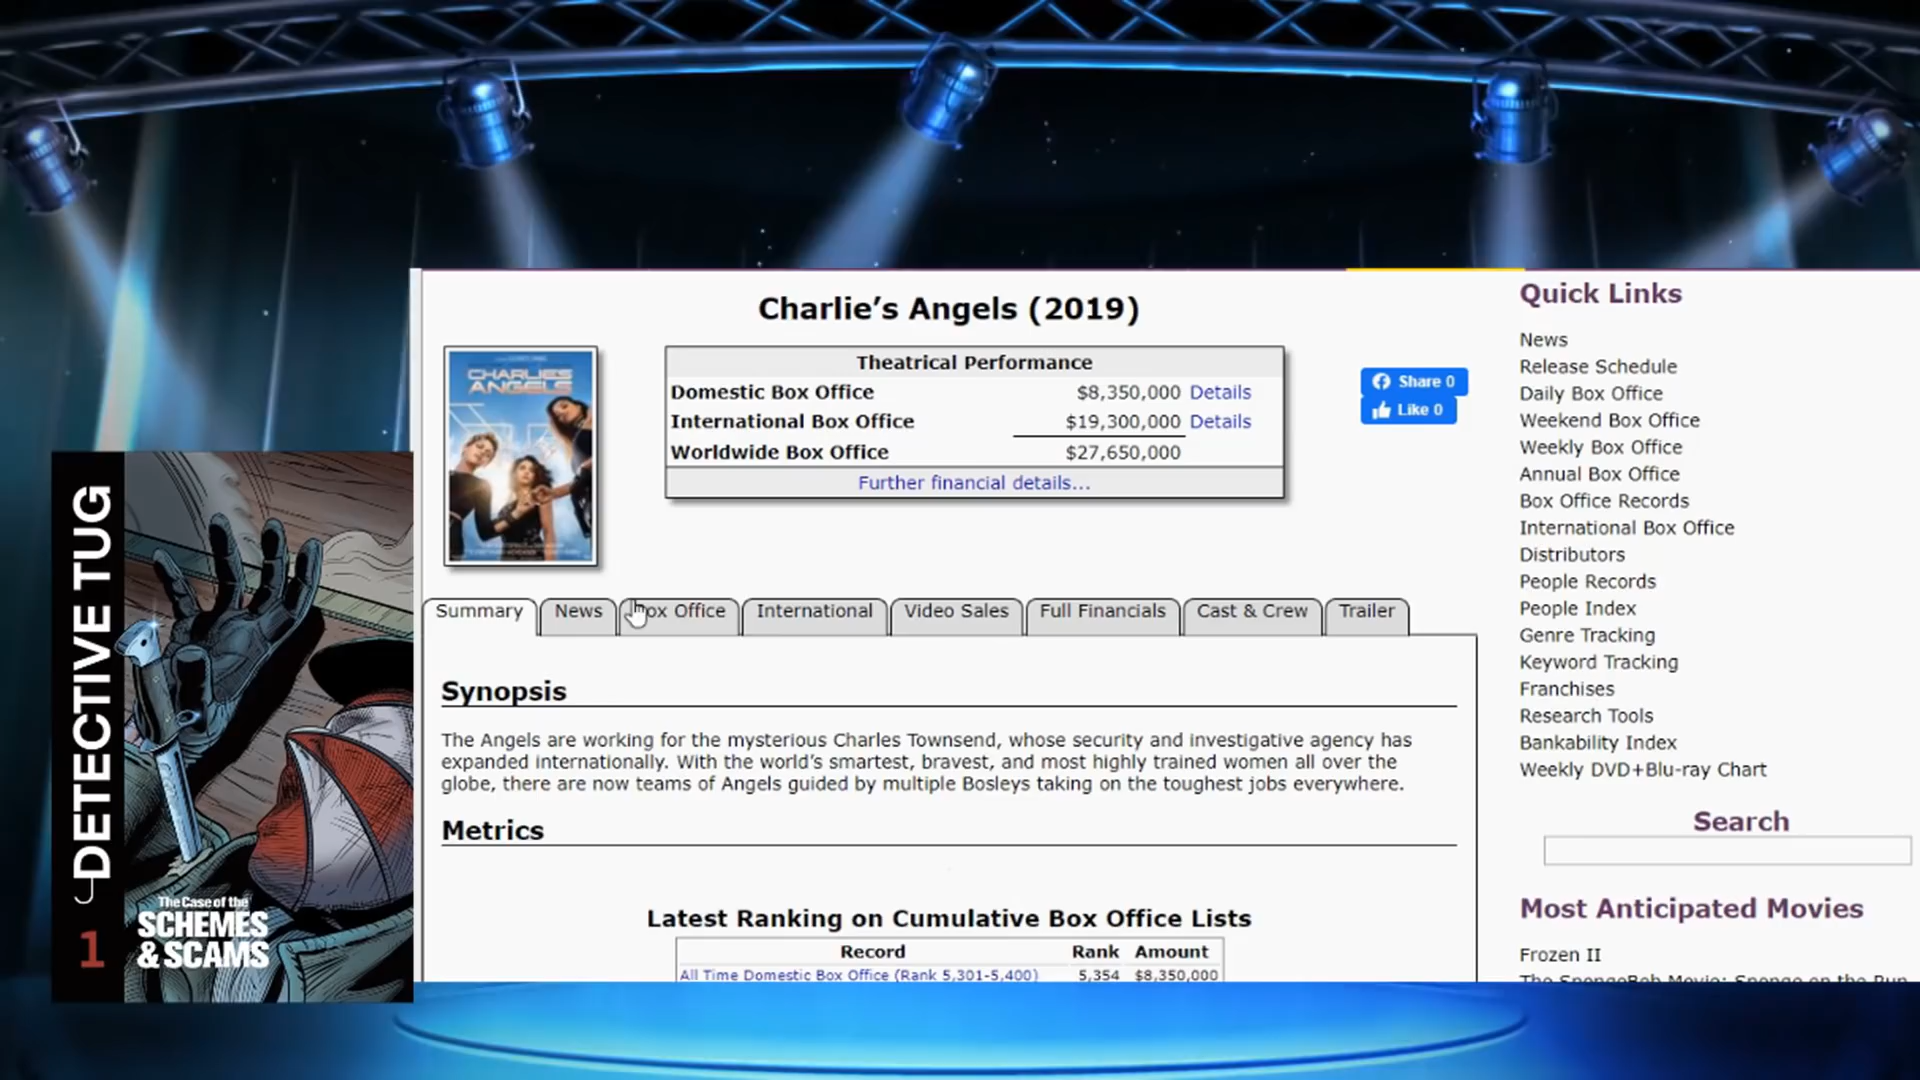 Charlie's Angels (2019)
CHARLIE'S
ANGELS
Theatrical Performance
Domestic Box Office $8,350,000 Details
International Box Office $19,300,000 Details
Worldwide Box Office $27,650,000
Further financial details...
Share 0
Like 0
Summary
News
ox Office
International
Video Sales
Full Financials
Cast & Crew
Trailer
Synopsis
The Angels are working for the mysterious Charles Townsend, whose security and investigative agency has
expanded internationally. With the world's smartest, bravest, and most highly trained women all over the
globe, there are now teams of Angels guided by multiple Bosleys taking on the toughest jobs everywhere.
Metrics
Latest Ranking on Cumulative Box Office Lists
Record Rank Amount
All Time Domestic Box Office (Rank 5,301-5,400) 5,354 $8,350,000
Quick Links
News
Release Schedule
Daily Box Office
Weekend Box Office
Weekly Box Office
Annual Box Office
Box Office Records
International Box Office
Distributors
People Records
People Index
Genre Tracking
Keyword Tracking
Franchises
Research Tools
Bankability Index
Weekly DVD+Blu-ray Chart
Search
Most Anticipated Movies
Frozen II
The SpongeBob Movie: Sponge on the Run
DETECTIVE TUG
1
The Case of the
SCHEMES
& SCAMS